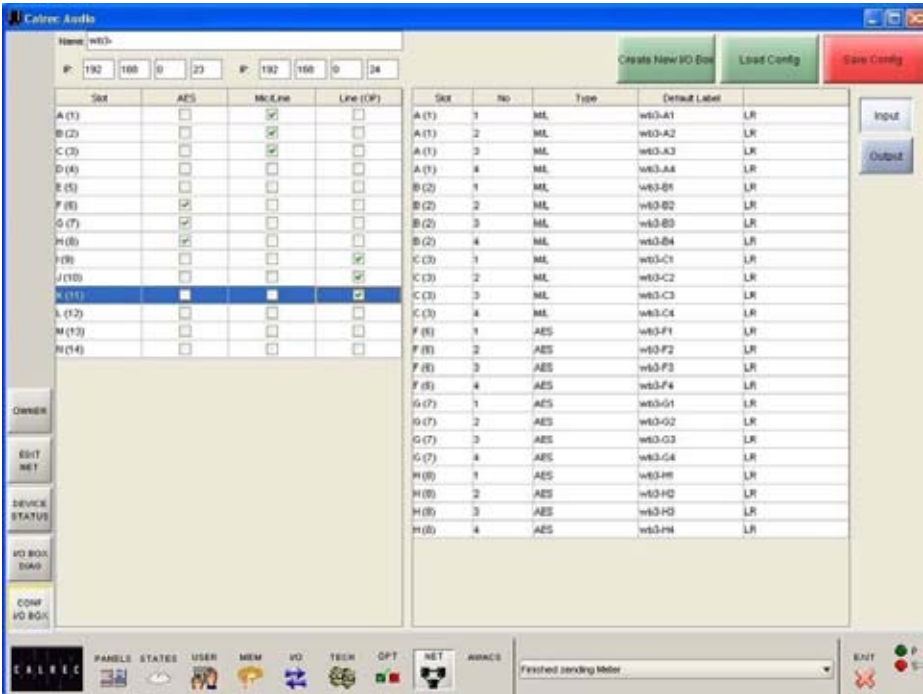 Calrec Audio
Name wb3-
IP: 192 168 0 23 IP: 192 168 0 24
Create New I/O Box
Load Config
Save Config
Slot AES Mic/Line Line (OP)
A (1)
B (2)
C (3)
D (4)
E (5)
F (6)
G (7)
H (8)
I (9)
J (10)
K (11)
L (12)
M (13)
N (14)
Slot No Type Default Label
A (1) 1 M/L wb3-A1 LR
A (1) 2 M/L wb3-A2 LR
A (1) 3 M/L wb3-A3 LR
A (1) 4 M/L wb3-A4 LR
B (2) 1 M/L wb3-B1 LR
B (2) 2 M/L wb3-B2 LR
B (2) 3 M/L wb3-B3 LR
B (2) 4 M/L wb3-B4 LR
C (3) 1 M/L wb3-C1 LR
C (3) 2 M/L wb3-C2 LR
C (3) 3 M/L wb3-C3 LR
C (3) 4 M/L wb3-C4 LR
F (6) 1 AES wb3-F1 LR
F (6) 2 AES wb3-F2 LR
F (6) 3 AES wb3-F3 LR
F (6) 4 AES wb3-F4 LR
G (7) 1 AES wb3-G1 LR
G (7) 2 AES wb3-G2 LR
G (7) 3 AES wb3-G3 LR
G (7) 4 AES wb3-G4 LR
H (8) 1 AES wb3-H1 LR
H (8) 2 AES wb3-H2 LR
H (8) 3 AES wb3-H3 LR
H (8) 4 AES wb3-H4 LR
Input
Output
OWNER
EDIT
NET
DEVICE
STATUS
I/O BOX
DIAG
CONF
I/O BOX
CALREC
PANELS STATES USER MEM I/O TECH OPT NET AWACS
Finished sending Meter
EXIT
P